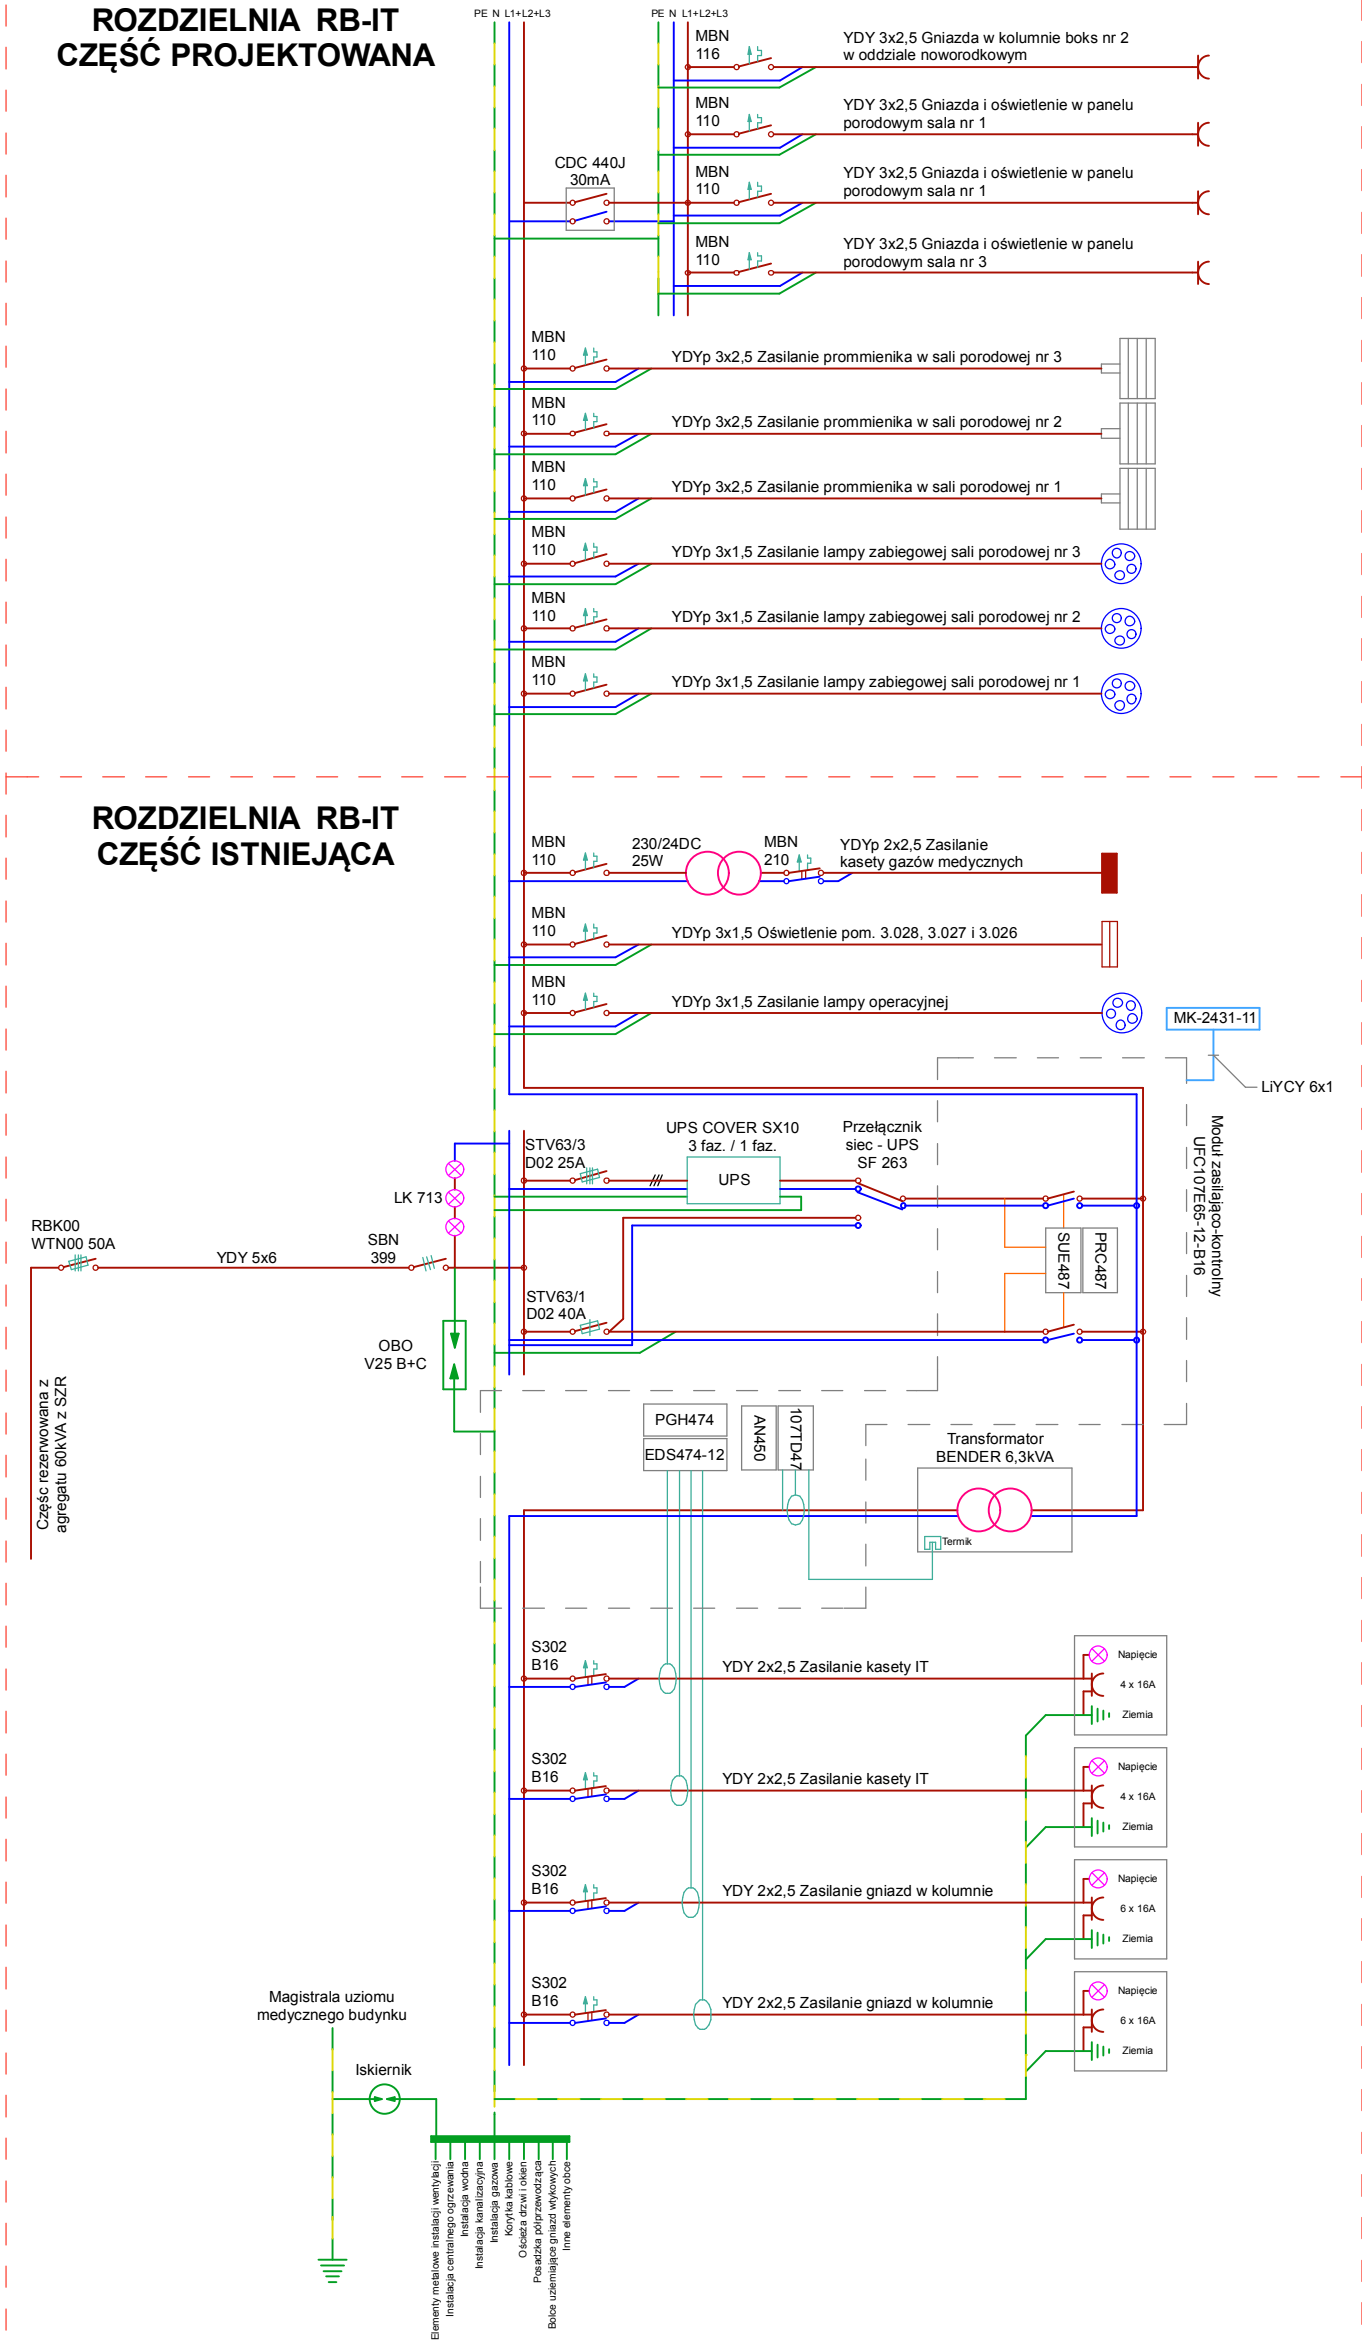 ROZDZIELNIA RB-IT
CZĘŚĆ PROJEKTOWANA
PE N L1+L2+L3
PE N L1+L2+L3
MBN
116
YDY 3x2,5 Gniazda w kolumnie boks nr 2
w oddziale noworodkowym
MBN
110
YDY 3x2,5 Gniazda i oświetlenie w panelu
porodowym sala nr 1
CDC 440J
30mA
MBN
110
YDY 3x2,5 Gniazda i oświetlenie w panelu
porodowym sala nr 1
MBN
110
YDY 3x2,5 Gniazda i oświetlenie w panelu
porodowym sala nr 3
MBN
110
YDYp 3x2,5 Zasilanie prommienika w sali porodowej nr 3
MBN
110
YDYp 3x2,5 Zasilanie prommienika w sali porodowej nr 2
MBN
110
YDYp 3x2,5 Zasilanie prommienika w sali porodowej nr 1
MBN
110
YDYp 3x1,5 Zasilanie lampy zabiegowej sali porodowej nr 3
MBN
110
YDYp 3x1,5 Zasilanie lampy zabiegowej sali porodowej nr 2
MBN
110
YDYp 3x1,5 Zasilanie lampy zabiegowej sali porodowej nr 1
ROZDZIELNIA RB-IT
CZĘŚĆ ISTNIEJĄCA
MBN
110
230/24DC
25W
MBN
210
YDYp 2x2,5 Zasilanie
kasety gazów medycznych
MBN
110
YDYp 3x1,5 Oświetlenie pom. 3.028, 3.027 i 3.026
MBN
110
YDYp 3x1,5 Zasilanie lampy operacyjnej
MK-2431-11
LiYCY 6x1
Moduł zasilająco-kontrolny
UFC107E65-12-B16
STV63/3
D02 25A
UPS COVER SX10
3 faz. / 1 faz.
UPS
Przełącznik
siec - UPS
SF 263
LK 713
RBK00
WTN00 50A
YDY 5x6
SBN
399
SUE487
PRC487
STV63/1
D02 40A
OBO
V25 B+C
Częśc rezerwowana z
agregatu 60kVA z SZR
PGH474
EDS474-12
AN450
107TD47
Transformator
BENDER 6,3kVA
Termik
S302
B16
YDY 2x2,5 Zasilanie kasety IT
Napięcie
4 x 16A
Ziemia
S302
B16
YDY 2x2,5 Zasilanie kasety IT
Napięcie
4 x 16A
Ziemia
S302
B16
YDY 2x2,5 Zasilanie gniazd w kolumnie
Napięcie
6 x 16A
Ziemia
S302
B16
YDY 2x2,5 Zasilanie gniazd w kolumnie
Napięcie
6 x 16A
Ziemia
Magistrala uziomu
medycznego budynku
Iskiernik
Elementy metalowe instalacji wentylacji
Instalacja centralnego ogrzewania
Instalacja wodna
Instalacja kanalizacyjna
Instalacja gazowa
Korytka kablowe
Ościeża drzwi i okien
Posadzka półprzewodząca
Bolce uziemiające gniazd wtykowych
Inne elementy obce